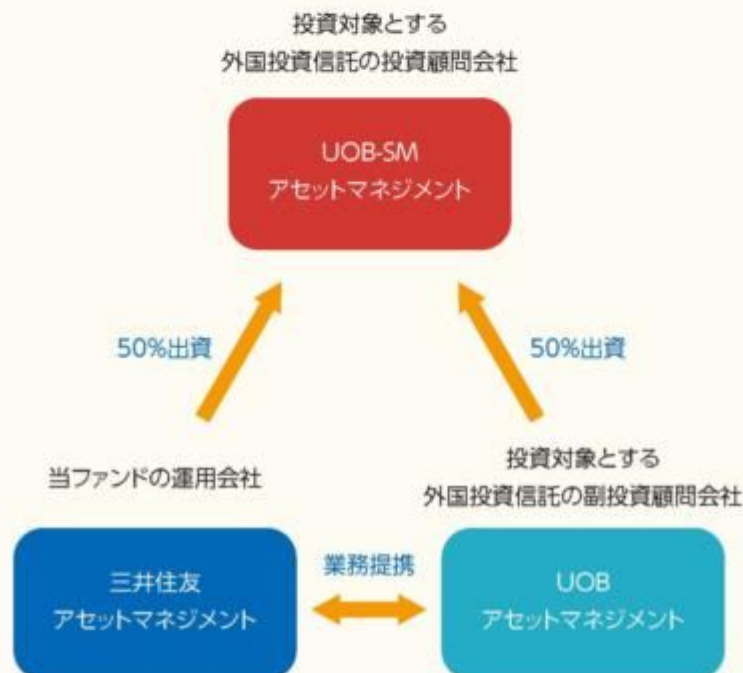 投資対象とする
外国投資信託の投資顧問会社
UOB-SM
アセットマネジメント
50%出資
50%出資
当ファンドの運用会社
投資対象とする
外国投資信託の副投資顧問会社
三井住友
アセットマネジメント
業務提携
UOB
アセットマネジメント